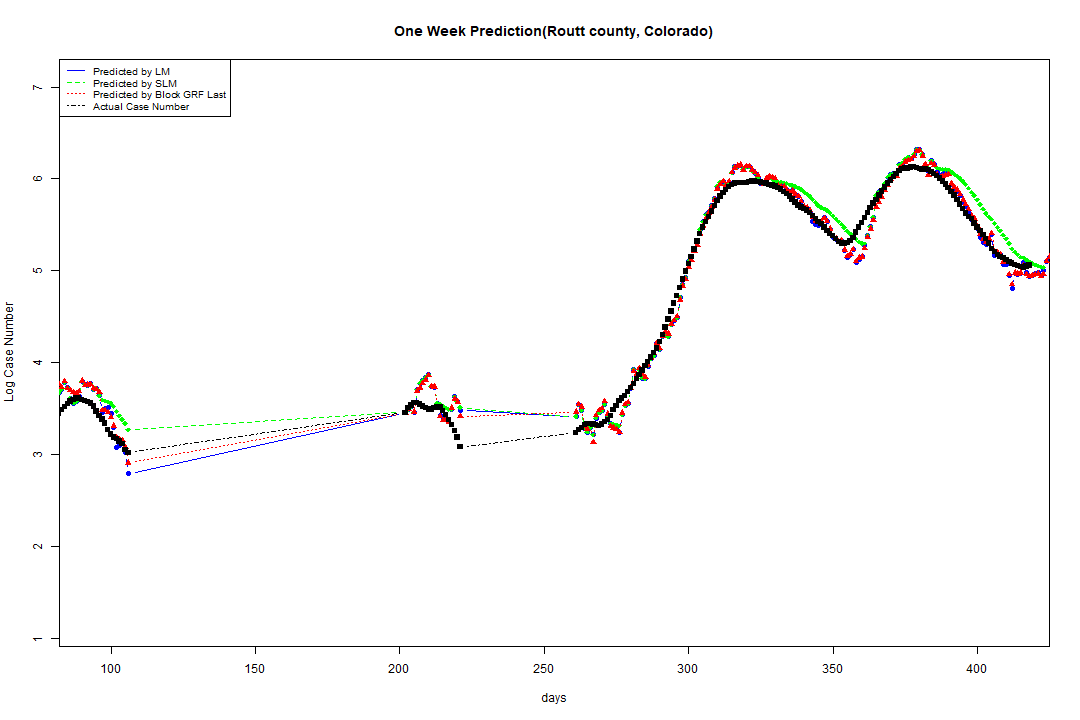 One Week Prediction(Routt county, Colorado)
Predicted by LM
Predicted by SLM
Predicted by Block GRF Last
Actual Case Number
7
6
5
4
3
2
1
Log Case Number
100 150 200 250 300 350 400
days